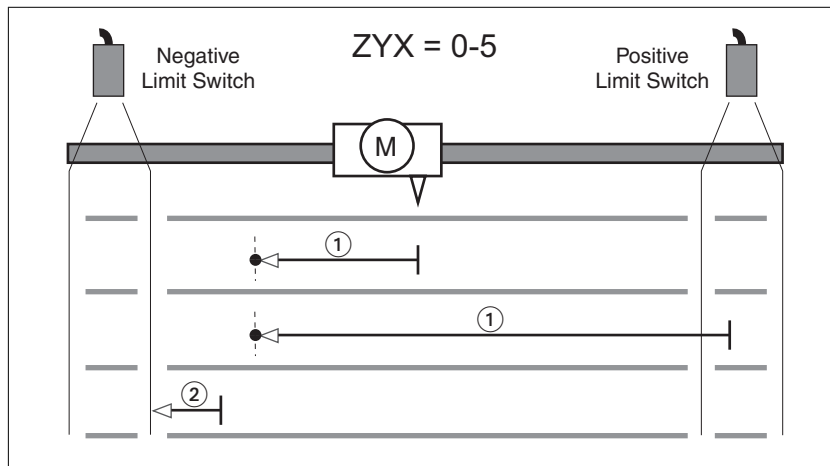 ZYX = 0-5
Negative
Limit Switch
Positive
Limit Switch
M
1
1
2